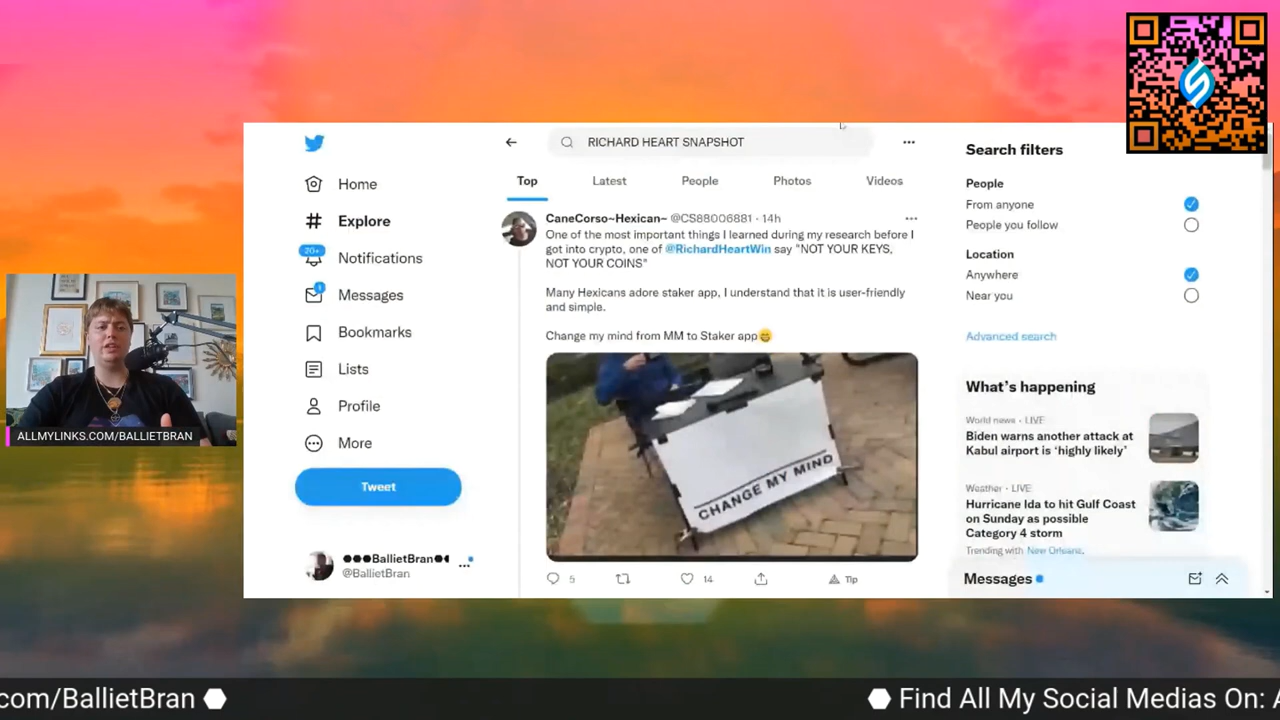 RICHARD HEART SNAPSHOT
Top
Latest
People
Photos
Videos
Home
Explore
20+
Notifications
1
Messages
Bookmarks
Lists
Profile
More
Tweet
BallietBran
@BallietBran
CaneCorso~Hexican~ @CS88006881 · 14h
One of the most important things I learned during my research before I
got into crypto, one of @RichardHeartWin say "NOT YOUR KEYS,
NOT YOUR COINS"
Many Hexicans adore staker app, I understand that it is user-friendly
and simple.
Change my mind from MM to Staker app
CHANGE MY MIND
5
14
Tip
Search filters
People
From anyone
People you follow
Location
Anywhere
Near you
Advanced search
What's happening
World news · LIVE
Biden warns another attack at
Kabul airport is 'highly likely'
Weather · LIVE
Hurricane Ida to hit Gulf Coast
on Sunday as possible
Category 4 storm
Trending with New Orleans,
Messages
ALLMYLINKS.COM/BALLIETBRAN
com/BallietBran
Find All My Social Medias On: A